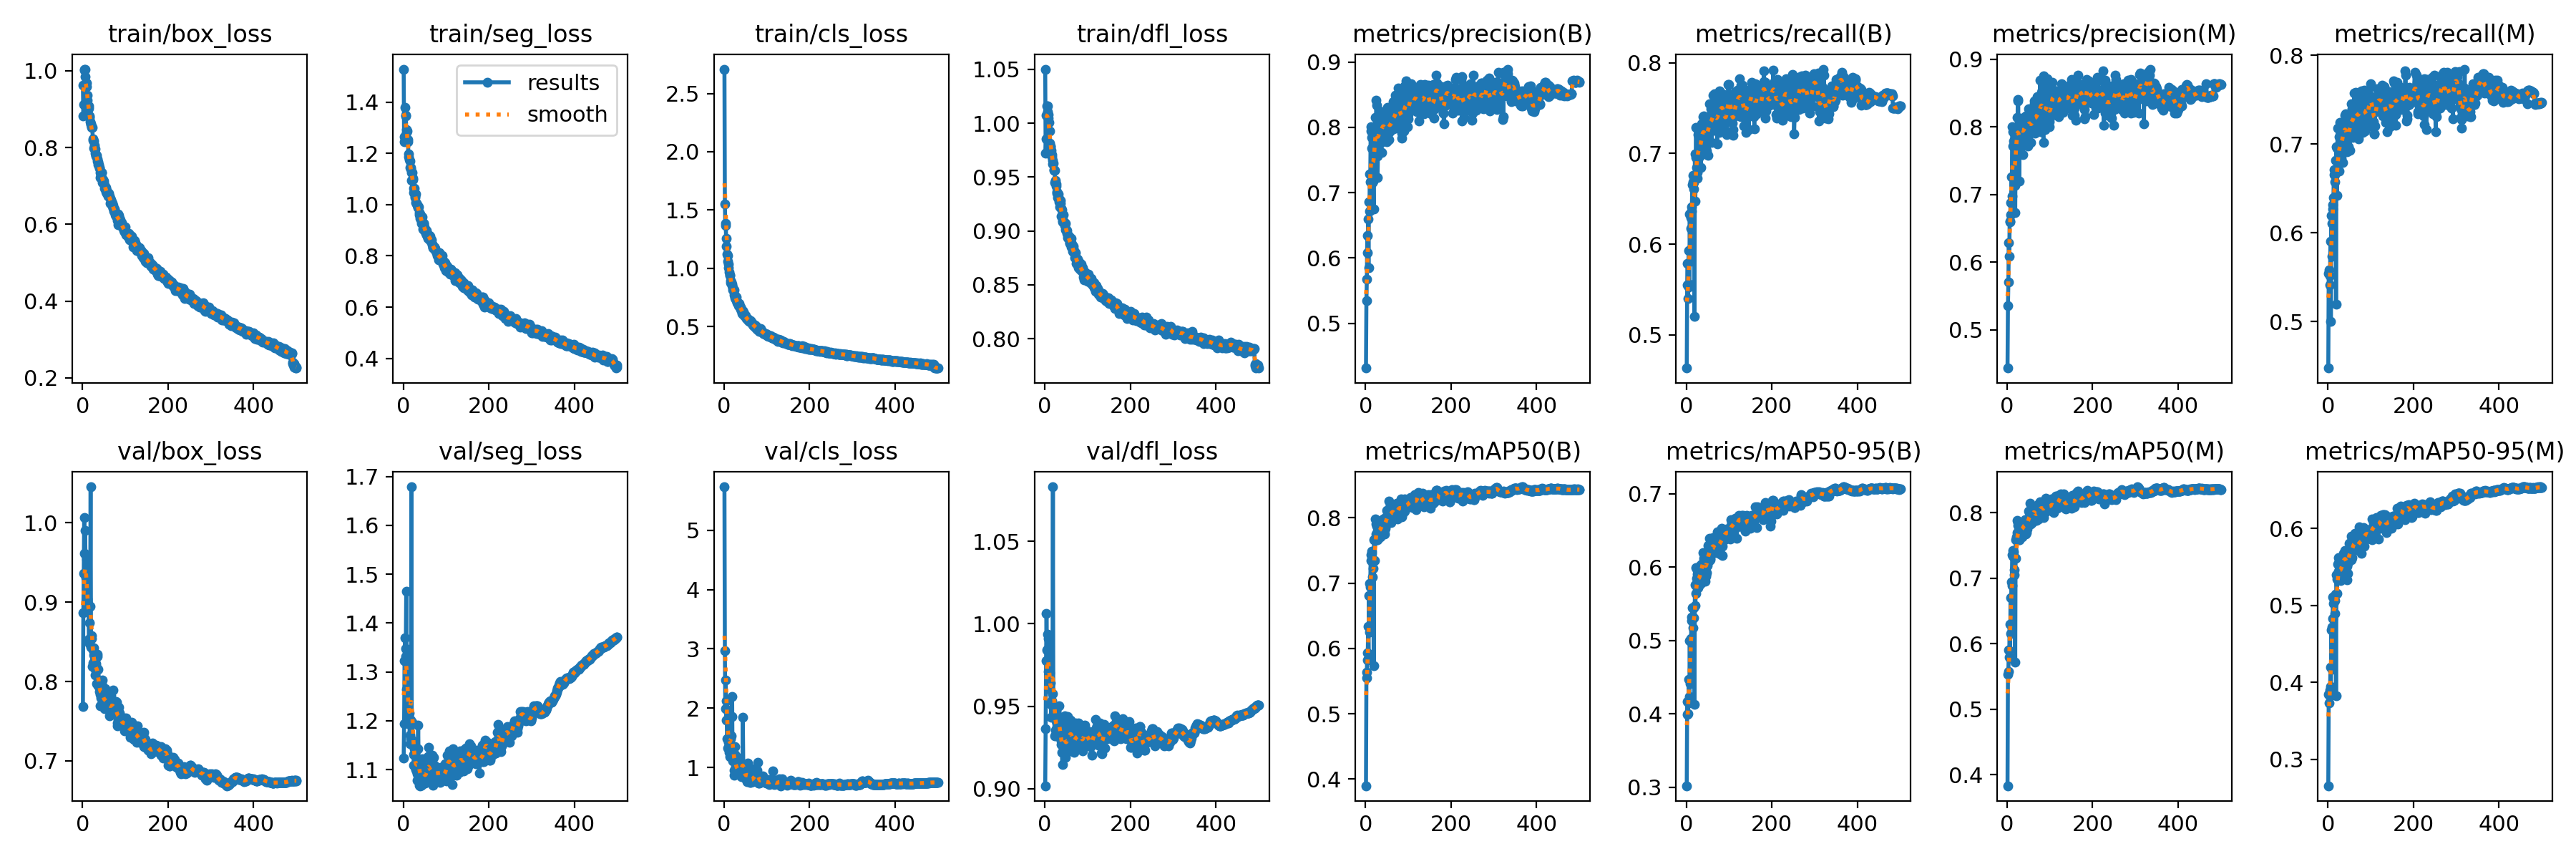 train/box_loss
train/seg_loss
train/cls_loss
train/dfl_loss
metrics/precision(B)
metrics/recall(B)
metrics/precision(M)
metrics/recall(M)
1.0
0.8
0.6
0.4
0.2
0 200 400
results
smooth
1.4
1.2
1.0
0.8
0.6
0.4
0 200 400
2.5
2.0
1.5
1.0
0.5
0 200 400
1.05
1.00
0.95
0.90
0.85
0.80
0 200 400
0.9
0.8
0.7
0.6
0.5
0 200 400
0.8
0.7
0.6
0.5
0 200 400
0.9
0.8
0.7
0.6
0.5
0 200 400
0.8
0.7
0.6
0.5
0 200 400
val/box_loss
val/seg_loss
val/cls_loss
val/dfl_loss
metrics/mAP50(B)
metrics/mAP50-95(B)
metrics/mAP50(M)
metrics/mAP50-95(M)
1.0
0.9
0.8
0.7
0 200 400
1.7
1.6
1.5
1.4
1.3
1.2
1.1
0 200 400
5
4
3
2
1
0 200 400
1.05
1.00
0.95
0.90
0 200 400
0.8
0.7
0.6
0.5
0.4
0 200 400
0.7
0.6
0.5
0.4
0.3
0 200 400
0.8
0.7
0.6
0.5
0.4
0 200 400
0.6
0.5
0.4
0.3
0 200 400